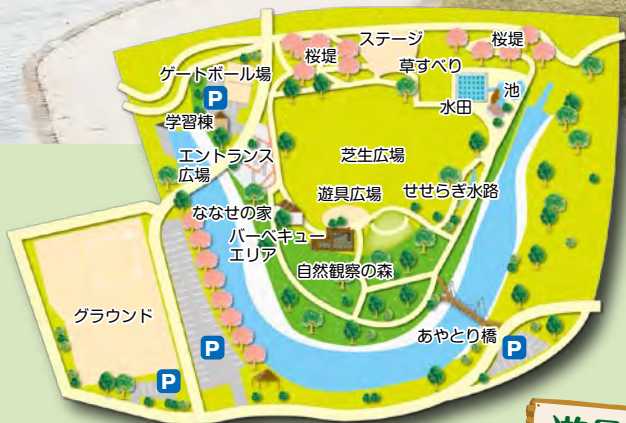 ステージ
桜堤
桜堤
草すべり
ゲートボール場
P
池
水田
学習棟
エントランス
広場
芝生広場
遊具広場
せせらぎ水路
ななせの家
バーベキュー
エリア
自然観察の森
グラウンド
あやとり橋
P
P
P